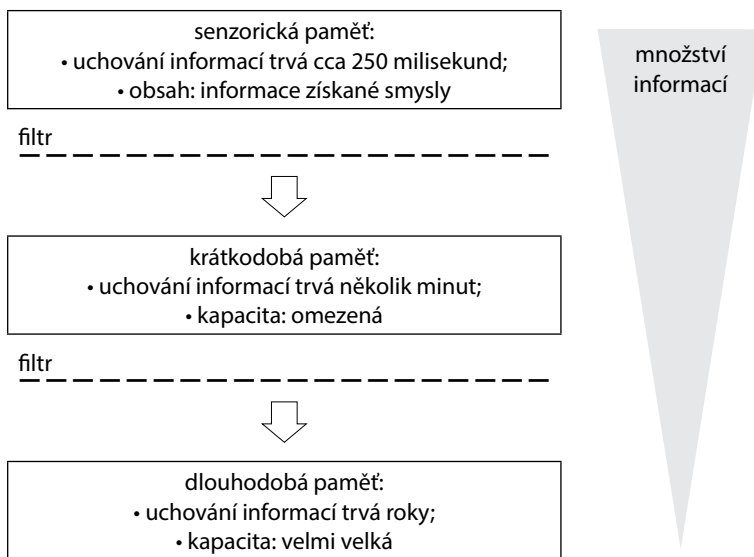 senzorická paměť:
• uchování informací trvá cca 250 milisekund;
• obsah: informace získané smysly
množství
informací
filtr
krátkodobá paměť:
• uchování informací trvá několik minut;
• kapacita: omezená
filtr
dlouhodobá paměť:
• uchování informací trvá roky;
• kapacita: velmi velká